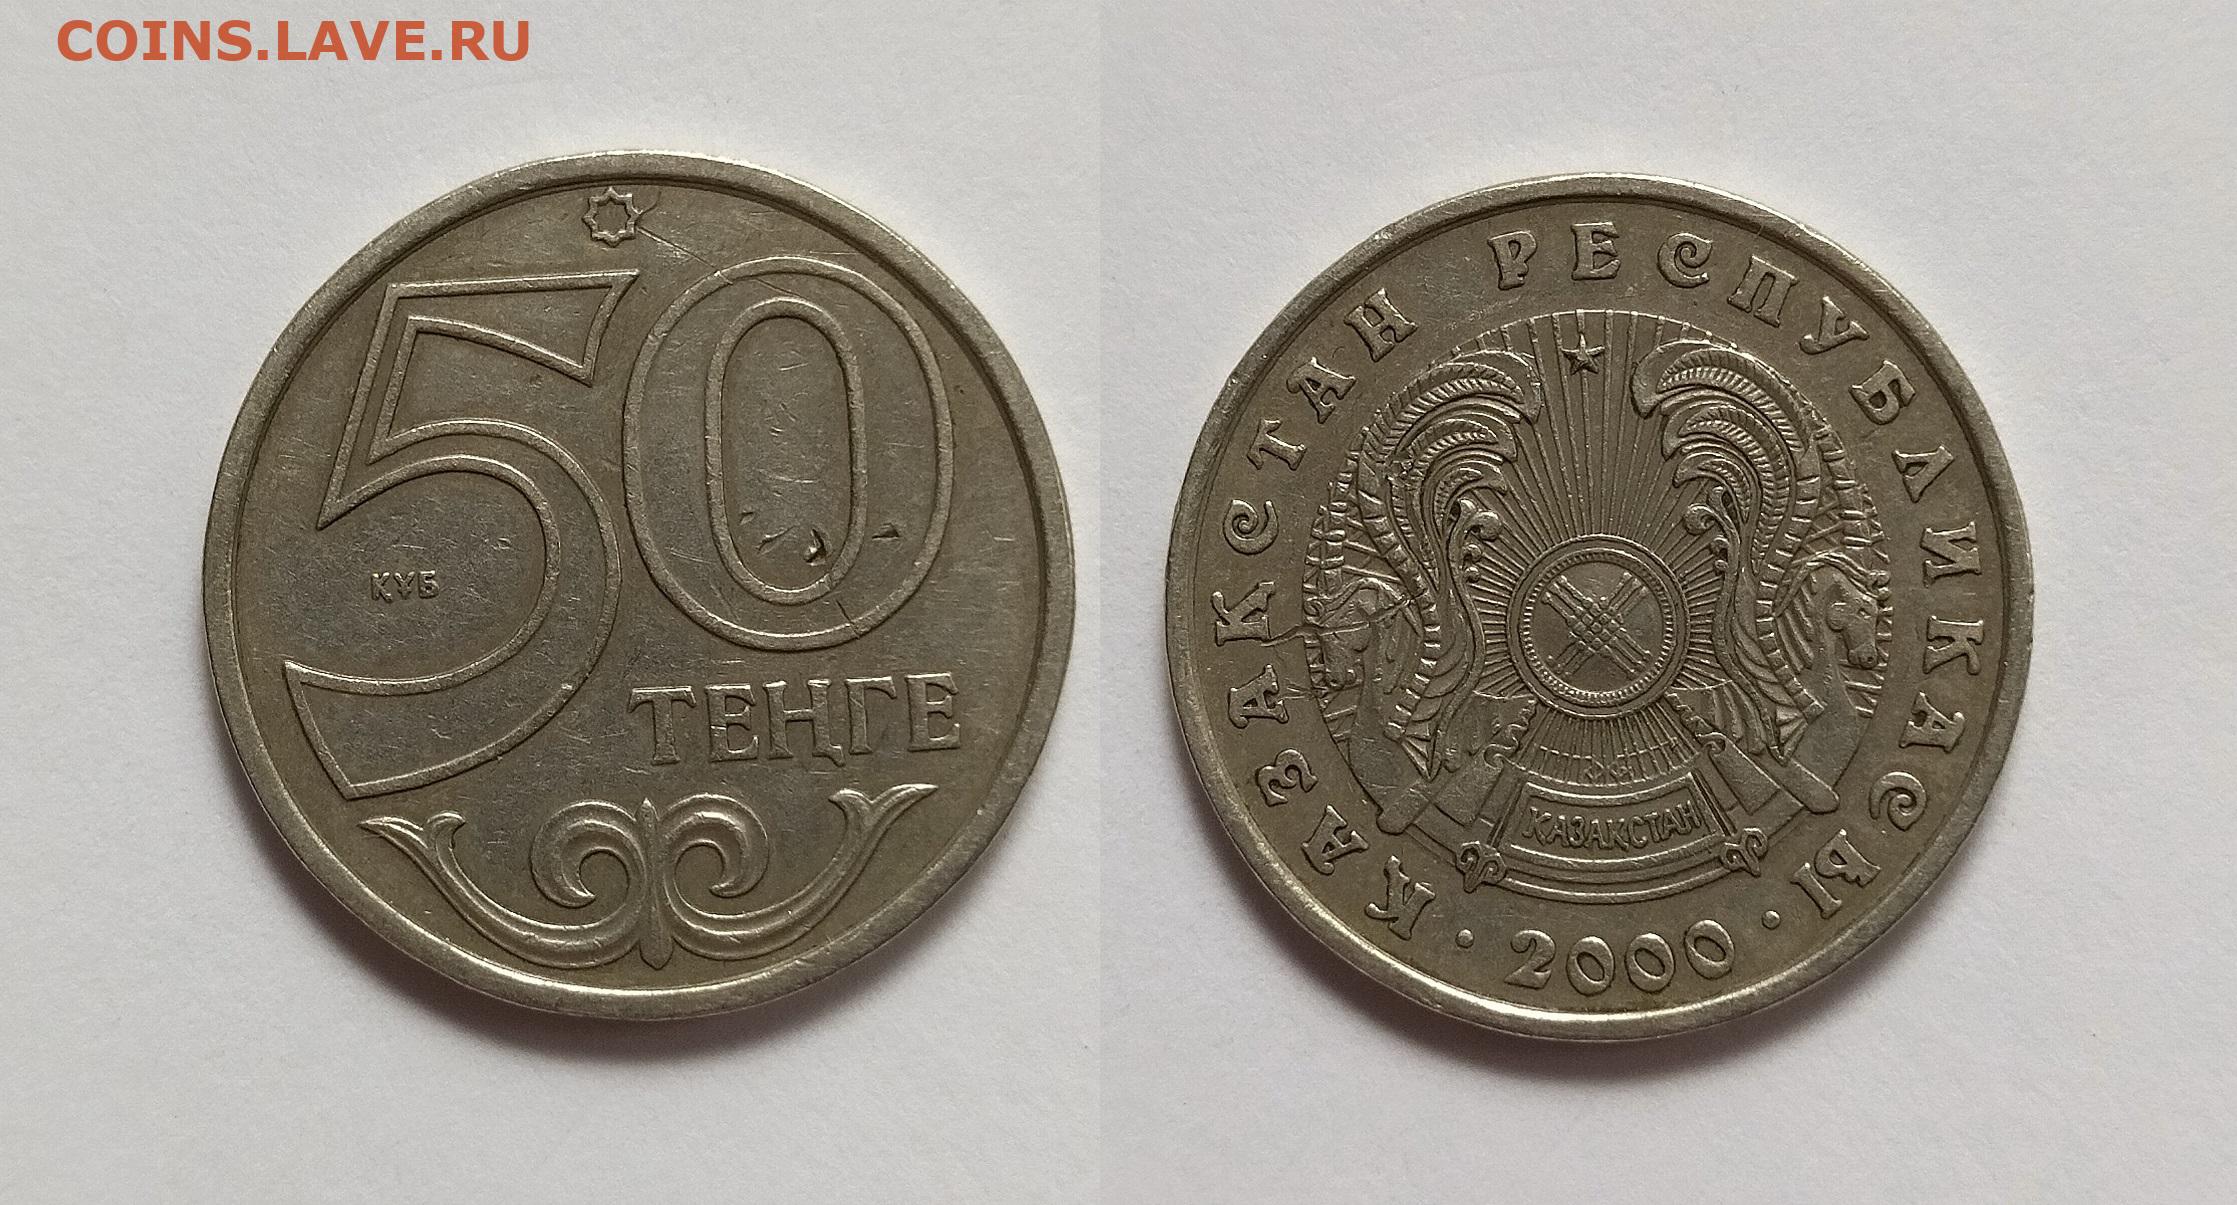 COINS.LAVE.RU
50
ҚҰБ
ТЕҢГЕ
ҚАЗАҚСТАН РЕСПУБЛИКАСЫ
ҚАЗАҚСТАН
· 2000 ·